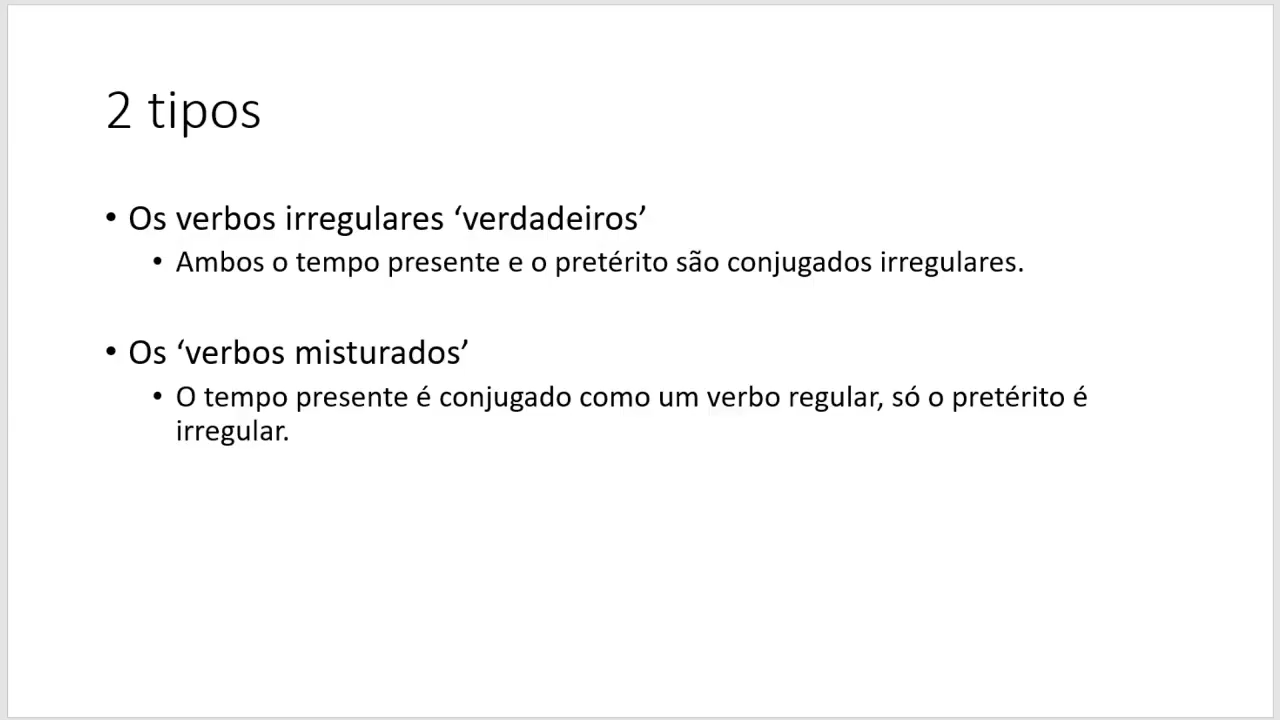 2 tipos
• Os verbos irregulares ‘verdadeiros’
• Ambos o tempo presente e o pretérito são conjugados irregulares.
• Os ‘verbos misturados’
• O tempo presente é conjugado como um verbo regular, só o pretérito é
irregular.